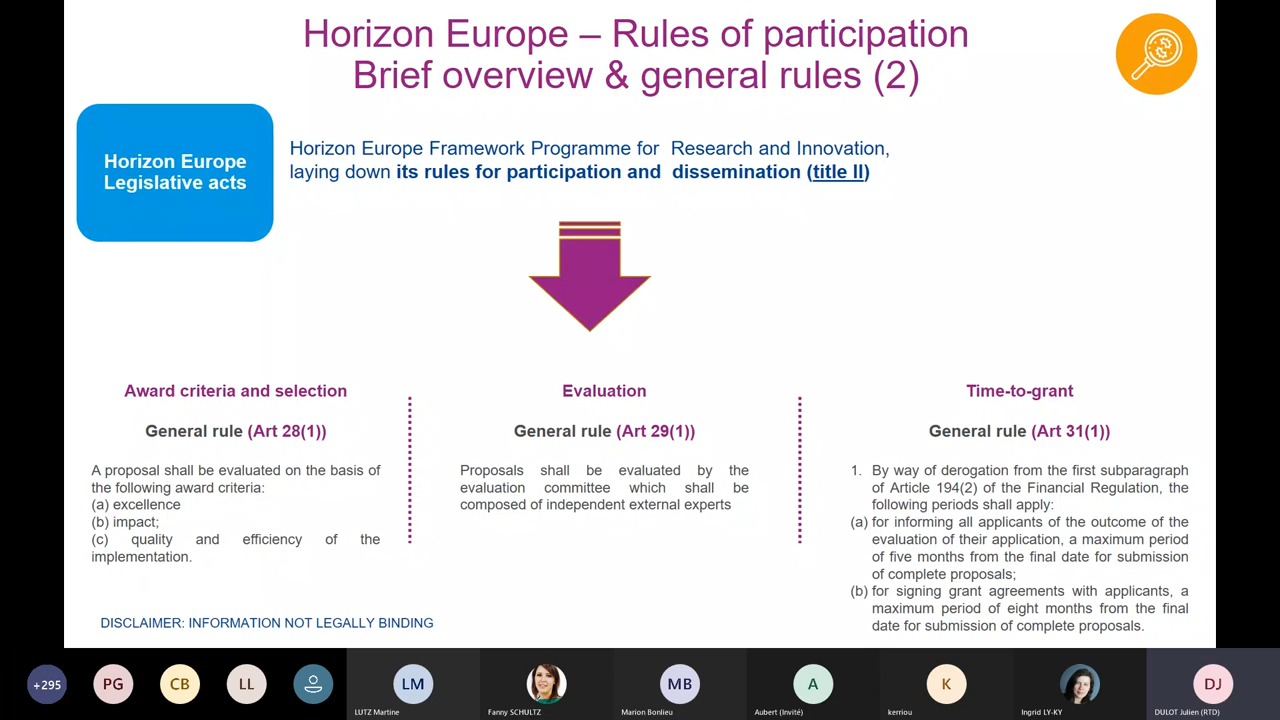 Horizon Europe – Rules of participation
Brief overview & general rules (2)
Horizon Europe
Legislative acts
Horizon Europe Framework Programme for Research and Innovation,
laying down its rules for participation and dissemination (title II)
Award criteria and selection
General rule (Art 28(1))
A proposal shall be evaluated on the basis of
the following award criteria:
(a) excellence
(b) impact;
(c) quality and efficiency of the
implementation.
Evaluation
General rule (Art 29(1))
Proposals shall be evaluated by the
evaluation committee which shall be
composed of independent external experts
Time-to-grant
General rule (Art 31(1))
1. By way of derogation from the first subparagraph
of Article 194(2) of the Financial Regulation, the
following periods shall apply:
(a) for informing all applicants of the outcome of the
evaluation of their application, a maximum period
of five months from the final date for submission
of complete proposals;
(b) for signing grant agreements with applicants, a
maximum period of eight months from the final
date for submission of complete proposals.
DISCLAIMER: INFORMATION NOT LEGALLY BINDING
+295
PG
CB
LL
LM
LUTZ Martine
Fanny SCHULTZ
MB
Marion Bonlieu
A
Aubert (Invité)
K
kerriou
Ingrid LY-KY
DJ
DULOT Julien (RTD)